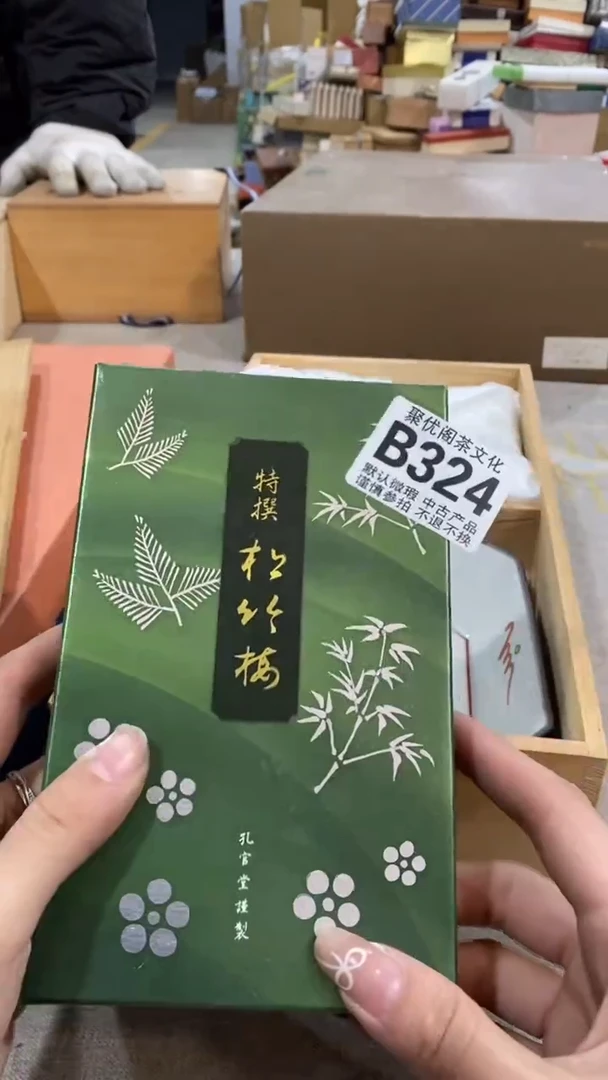 聚优阁茶文化
B324
默认微瑕 中古产品
谨慎参拍 不退不换
特撰
松竹梅
孔官堂謹製